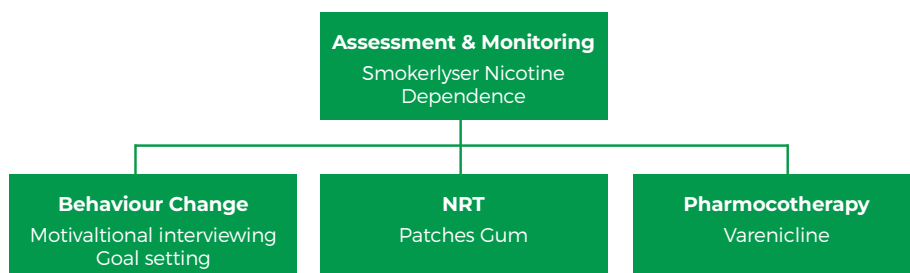 Assessment & Monitoring
Smokerlyser Nicotine
Dependence
Behaviour Change
Motivaltional interviewing
Goal setting
NRT
Patches Gum
Pharmocotherapy
Varenicline